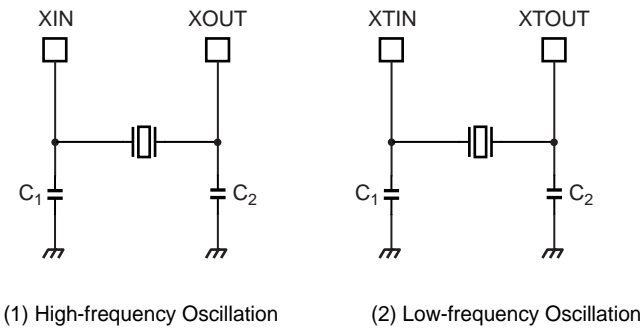 XIN XOUT XTIN XTOUT
C1 C2 C1 C2
(1) High-frequency Oscillation (2) Low-frequency Oscillation